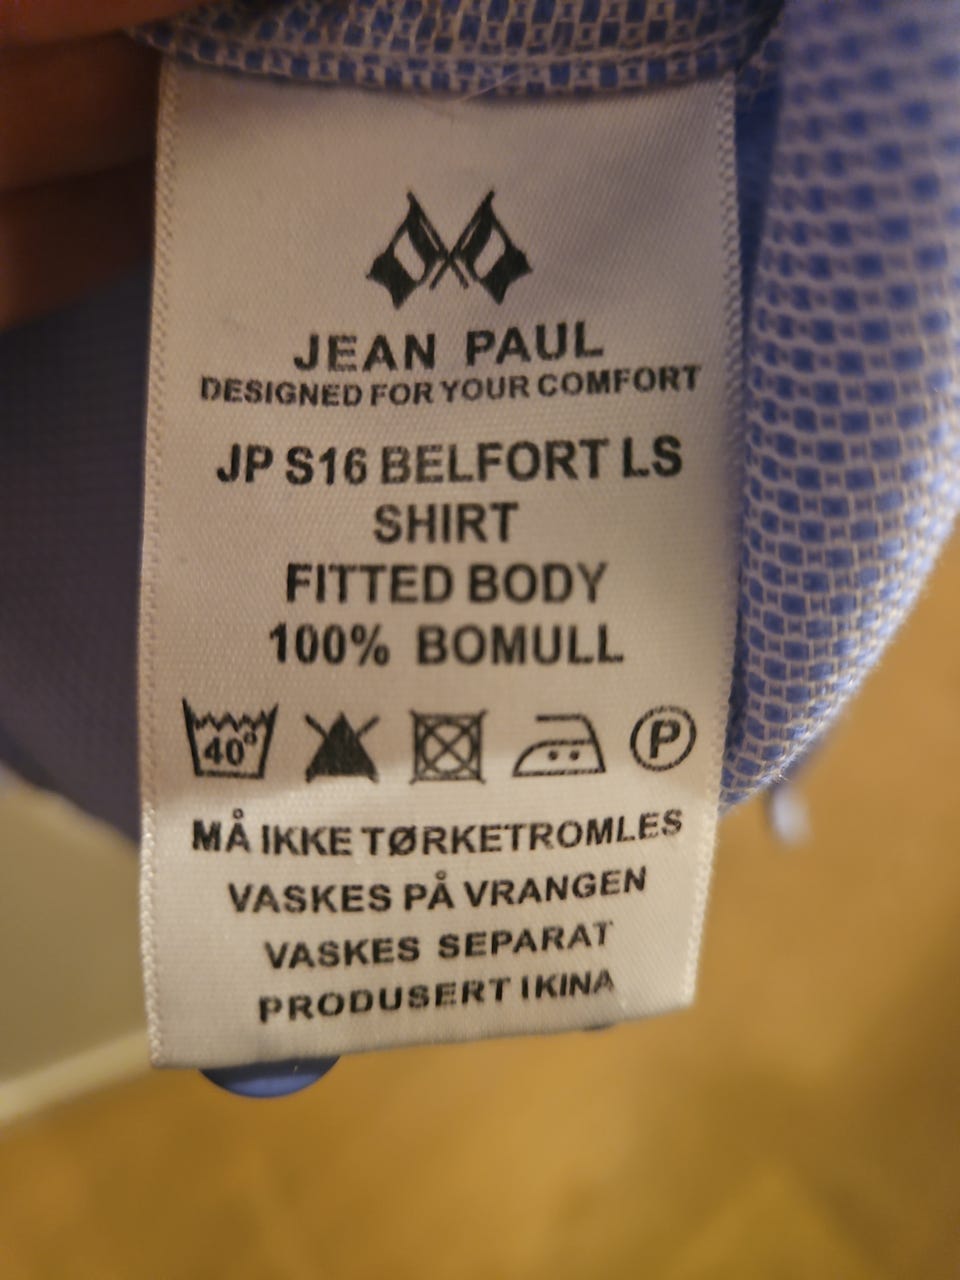 JEAN PAUL
DESIGNED FOR YOUR COMFORT
JP S16 BELFORT LS
SHIRT
FITTED BODY
100% BOMULL
40° P
MÅ IKKE TØRKETROMLES
VASKES PÅ VRANGEN
VASKES SEPARAT
PRODUSERT I KINA